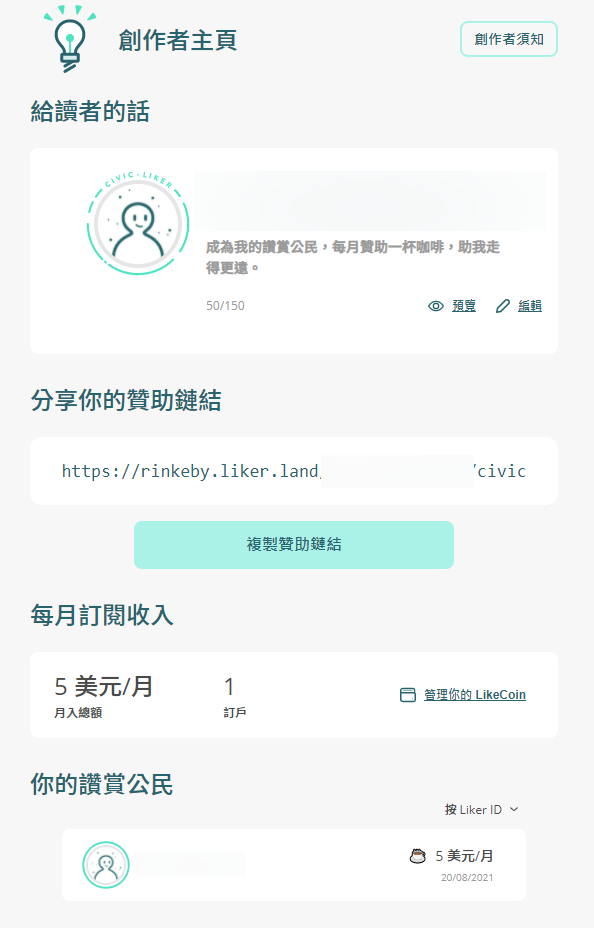 創作者主頁
創作者須知
給讀者的話
CIVIC LIKER
成為我的讚賞公民，每月贊助一杯咖啡，助我走
得更遠。
50/150
預覽
編輯
分享你的贊助鏈結
https://rinkeby.liker.land/
/civic
複製贊助鏈結
每月訂閱收入
5 美元/月
1
月入總額
訂戶
管理你的 LikeCoin
你的讚賞公民
按 Liker ID
5 美元/月
20/08/2021